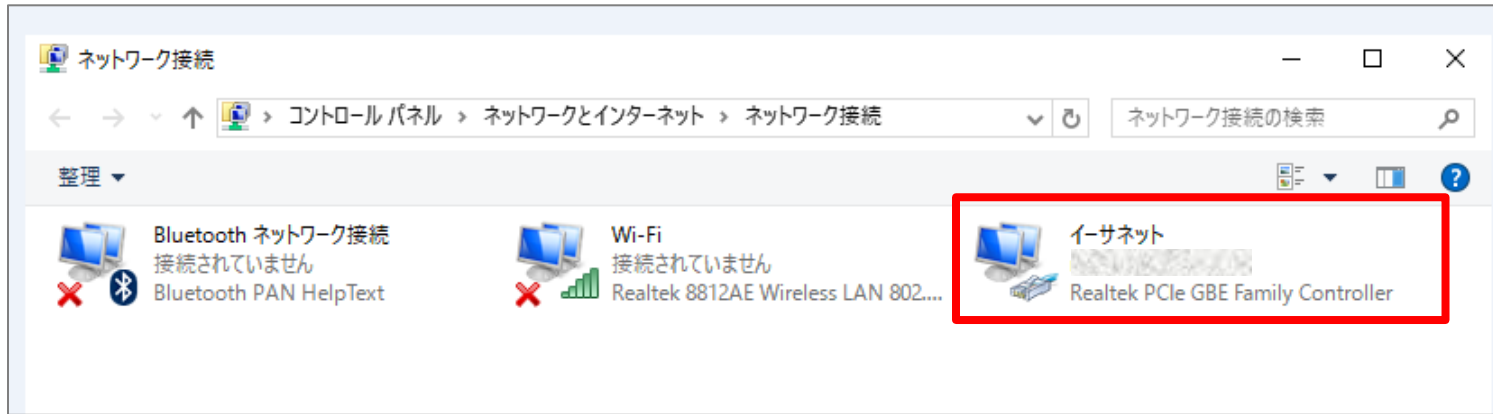 ネットワーク接続
コントロール パネル > ネットワークとインターネット > ネットワーク接続
ネットワーク接続の検索
整理
Bluetooth ネットワーク接続
接続されていません
Bluetooth PAN HelpText
Wi-Fi
接続されていません
Realtek 8812AE Wireless LAN 802....
イーサネット
Realtek PCIe GBE Family Controller